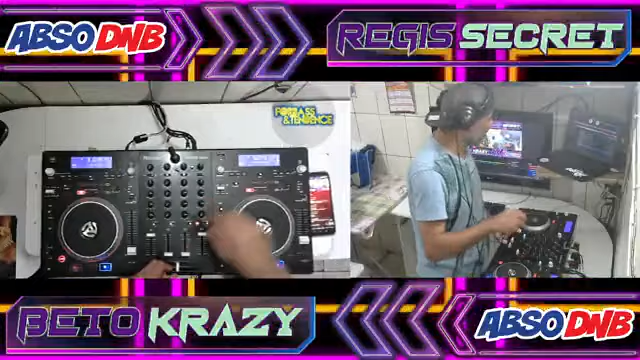 ABSO DNB
REGIS SECRET
FORBASS
&TENDENCE
BETO KRAZY
ABSO DNB